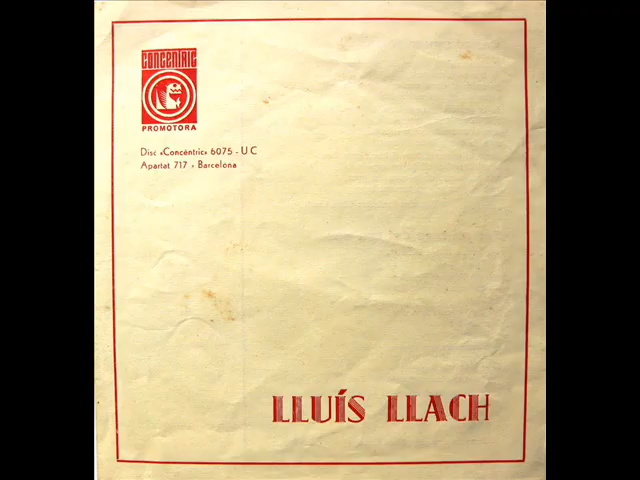 CONCENTRIC
PROMOTORA
Disc «Concèntric» 6075 - U C
Apartat 717 - Barcelona
LLUÍS LLACH